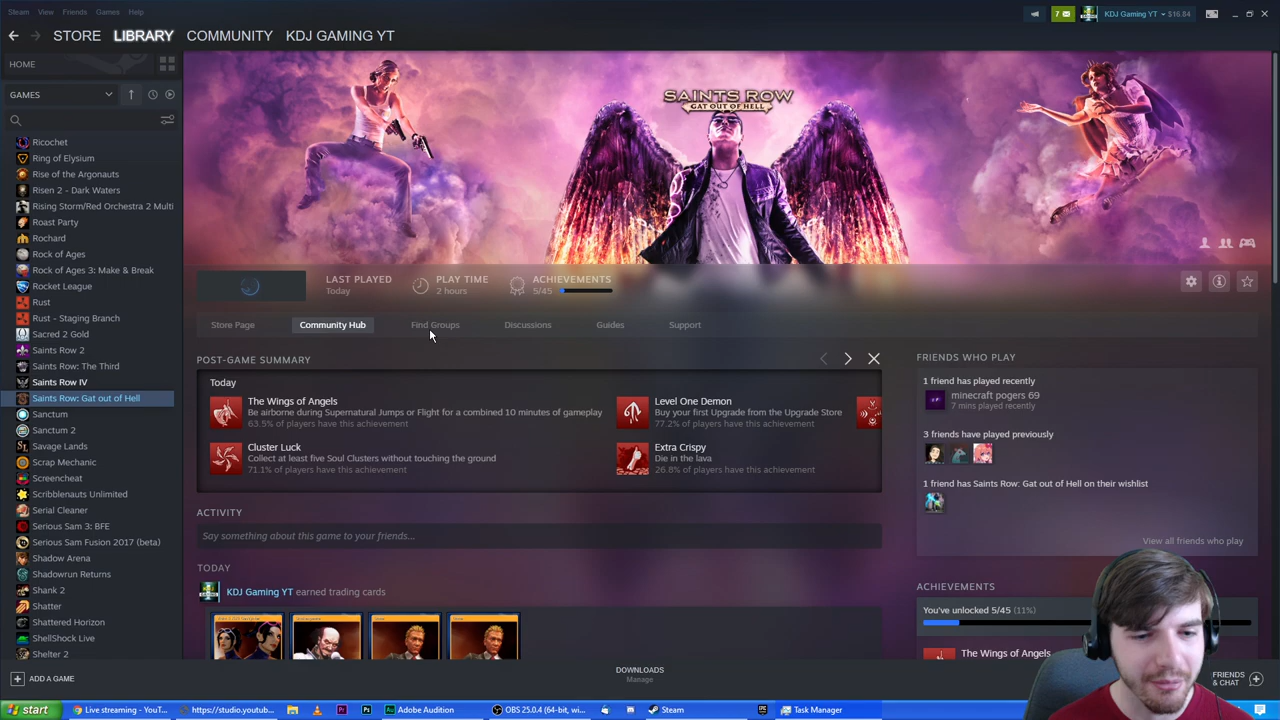 Steam View Friends Games Help
7 KDJ Gaming YT $16.84
STORE LIBRARY COMMUNITY KDJ GAMING YT
HOME
GAMES
Ricochet
Ring of Elysium
Rise of the Argonauts
Risen 2 - Dark Waters
Rising Storm/Red Orchestra 2 Multi
Roast Party
Rochard
Rock of Ages
Rock of Ages 3: Make & Break
Rocket League
Rust
Rust - Staging Branch
Sacred 2 Gold
Saints Row 2
Saints Row: The Third
Saints Row IV
Saints Row: Gat out of Hell
Sanctum
Sanctum 2
Savage Lands
Scrap Mechanic
Screencheat
Scribblenauts Unlimited
Serial Cleaner
Serious Sam 3: BFE
Serious Sam Fusion 2017 (beta)
Shadow Arena
Shadowrun Returns
Shank 2
Shatter
Shattered Horizon
ShellShock Live
Shelter 2
ADD A GAME
SAINTS ROW
GAT OUT OF HELL
LAST PLAYED
Today
PLAY TIME
2 hours
ACHIEVEMENTS
5/45
Store Page Community Hub Find Groups Discussions Guides Support
POST-GAME SUMMARY
Today
The Wings of Angels
Be airborne during Supernatural Jumps or Flight for a combined 10 minutes of gameplay
63.5% of players have this achievement
Level One Demon
Buy your first Upgrade from the Upgrade Store
77.2% of players have this achievement
Cluster Luck
Collect at least five Soul Clusters without touching the ground
71.1% of players have this achievement
Extra Crispy
Die in the lava
26.8% of players have this achievement
ACTIVITY
Say something about this game to your friends...
TODAY
KDJ Gaming YT earned trading cards
FRIENDS WHO PLAY
1 friend has played recently
minecraft pogers 69
7 mins played recently
3 friends have played previously
1 friend has Saints Row: Gat out of Hell on their wishlist
View all friends who play
ACHIEVEMENTS
You've unlocked 5/45 (11%)
The Wings of Angels
DOWNLOADS
Manage
FRIENDS
& CHAT
start Live streaming - YouT... https://studio.youtub... Adobe Audition OBS 25.0.4 (64-bit, wi... Steam Task Manager